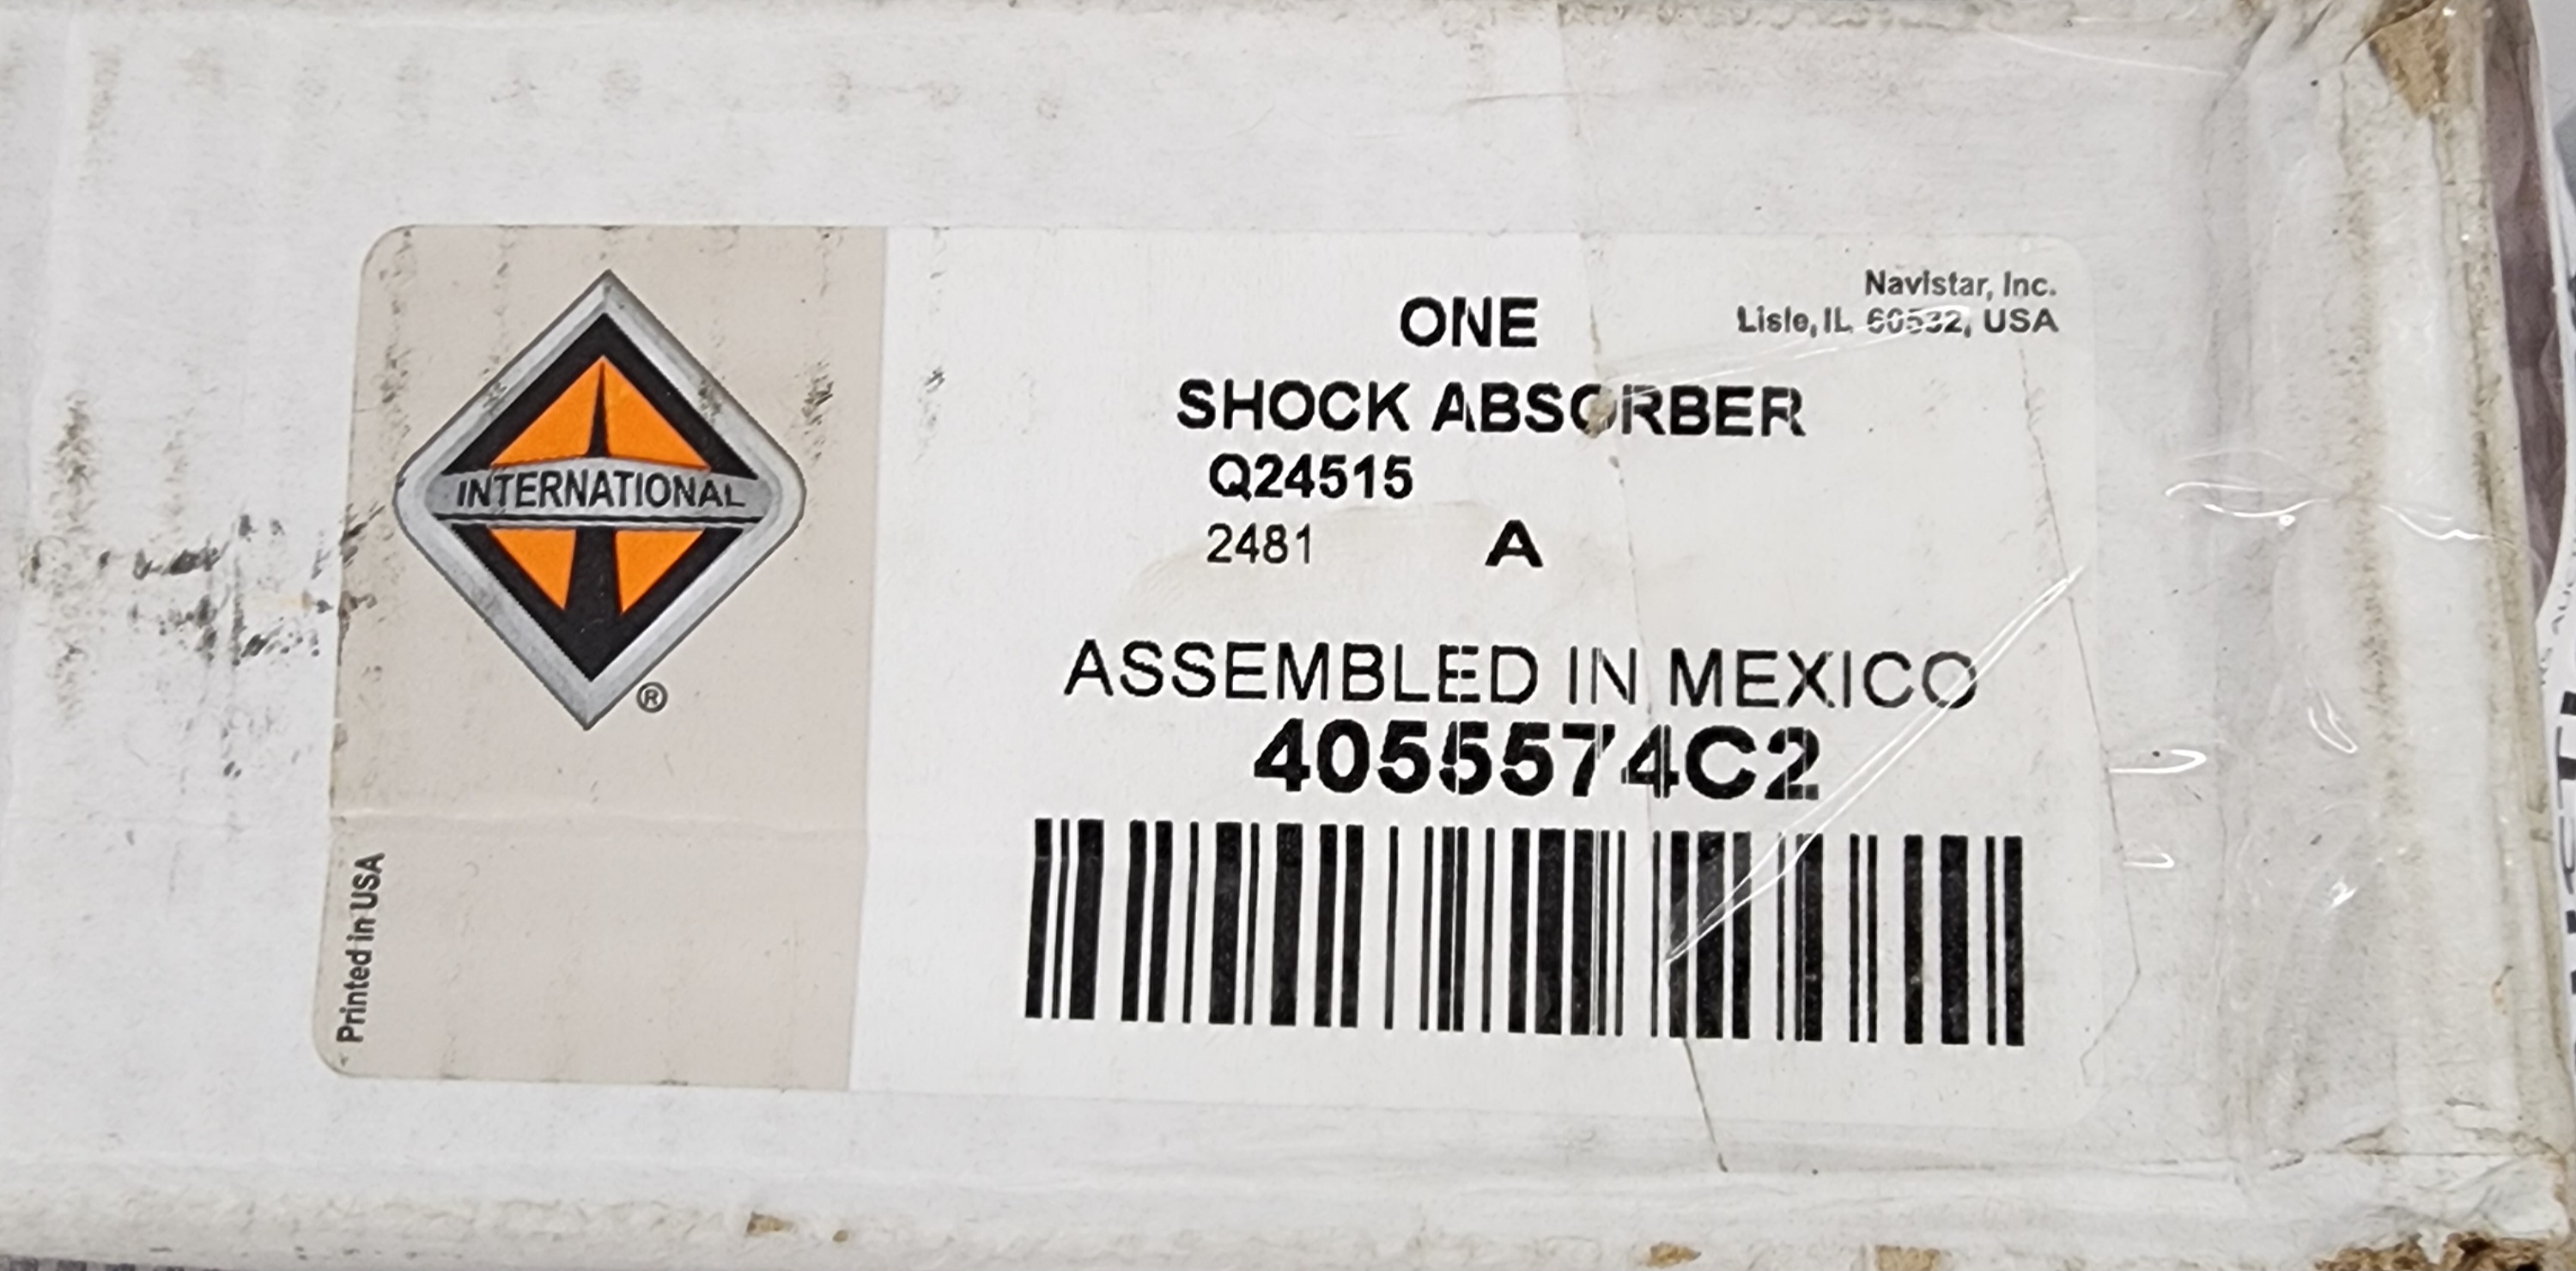 INTERNATIONAL
®
Printed in USA
Navistar, Inc.
Lisle, IL 60532, USA
ONE
SHOCK ABSORBER
Q24515
2481 A
ASSEMBLED IN MEXICO
4055574C2